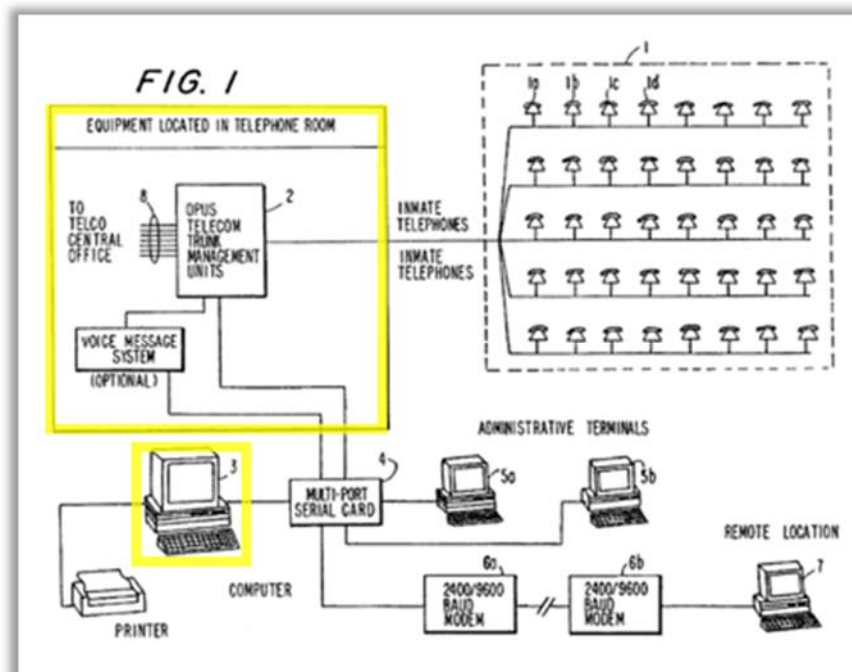 FIG. 1
1
1a 1b 1c 1d
EQUIPMENT LOCATED IN TELEPHONE ROOM
8
2
TO
TELCO
CENTRAL
OFFICE
OPUS
TELECOM
TRUNK
MANAGEMENT
UNITS
INMATE
TELEPHONES
INMATE
TELEPHONES
VOICE MESSAGE
SYSTEM
(OPTIONAL)
ADMINISTRATIVE TERMINALS
3
4
5a
5b
MULTI-PORT
SERIAL CARD
REMOTE LOCATION
COMPUTER
6a
6b
7
2400/9600
BAUD
MODEM
2400/9600
BAUD
MODEM
PRINTER